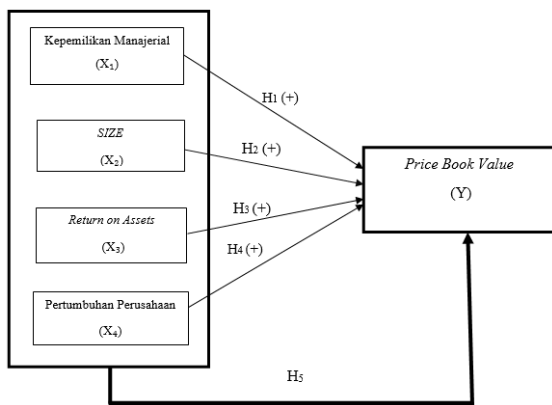 Kepemilikan Manajerial
(X₁)
H1 (+)
SIZE
(X₂)
H2 (+)
Price Book Value
(Y)
Return on Assets
(X₃)
H3 (+)
H4 (+)
Pertumbuhan Perusahaan
(X₄)
H5